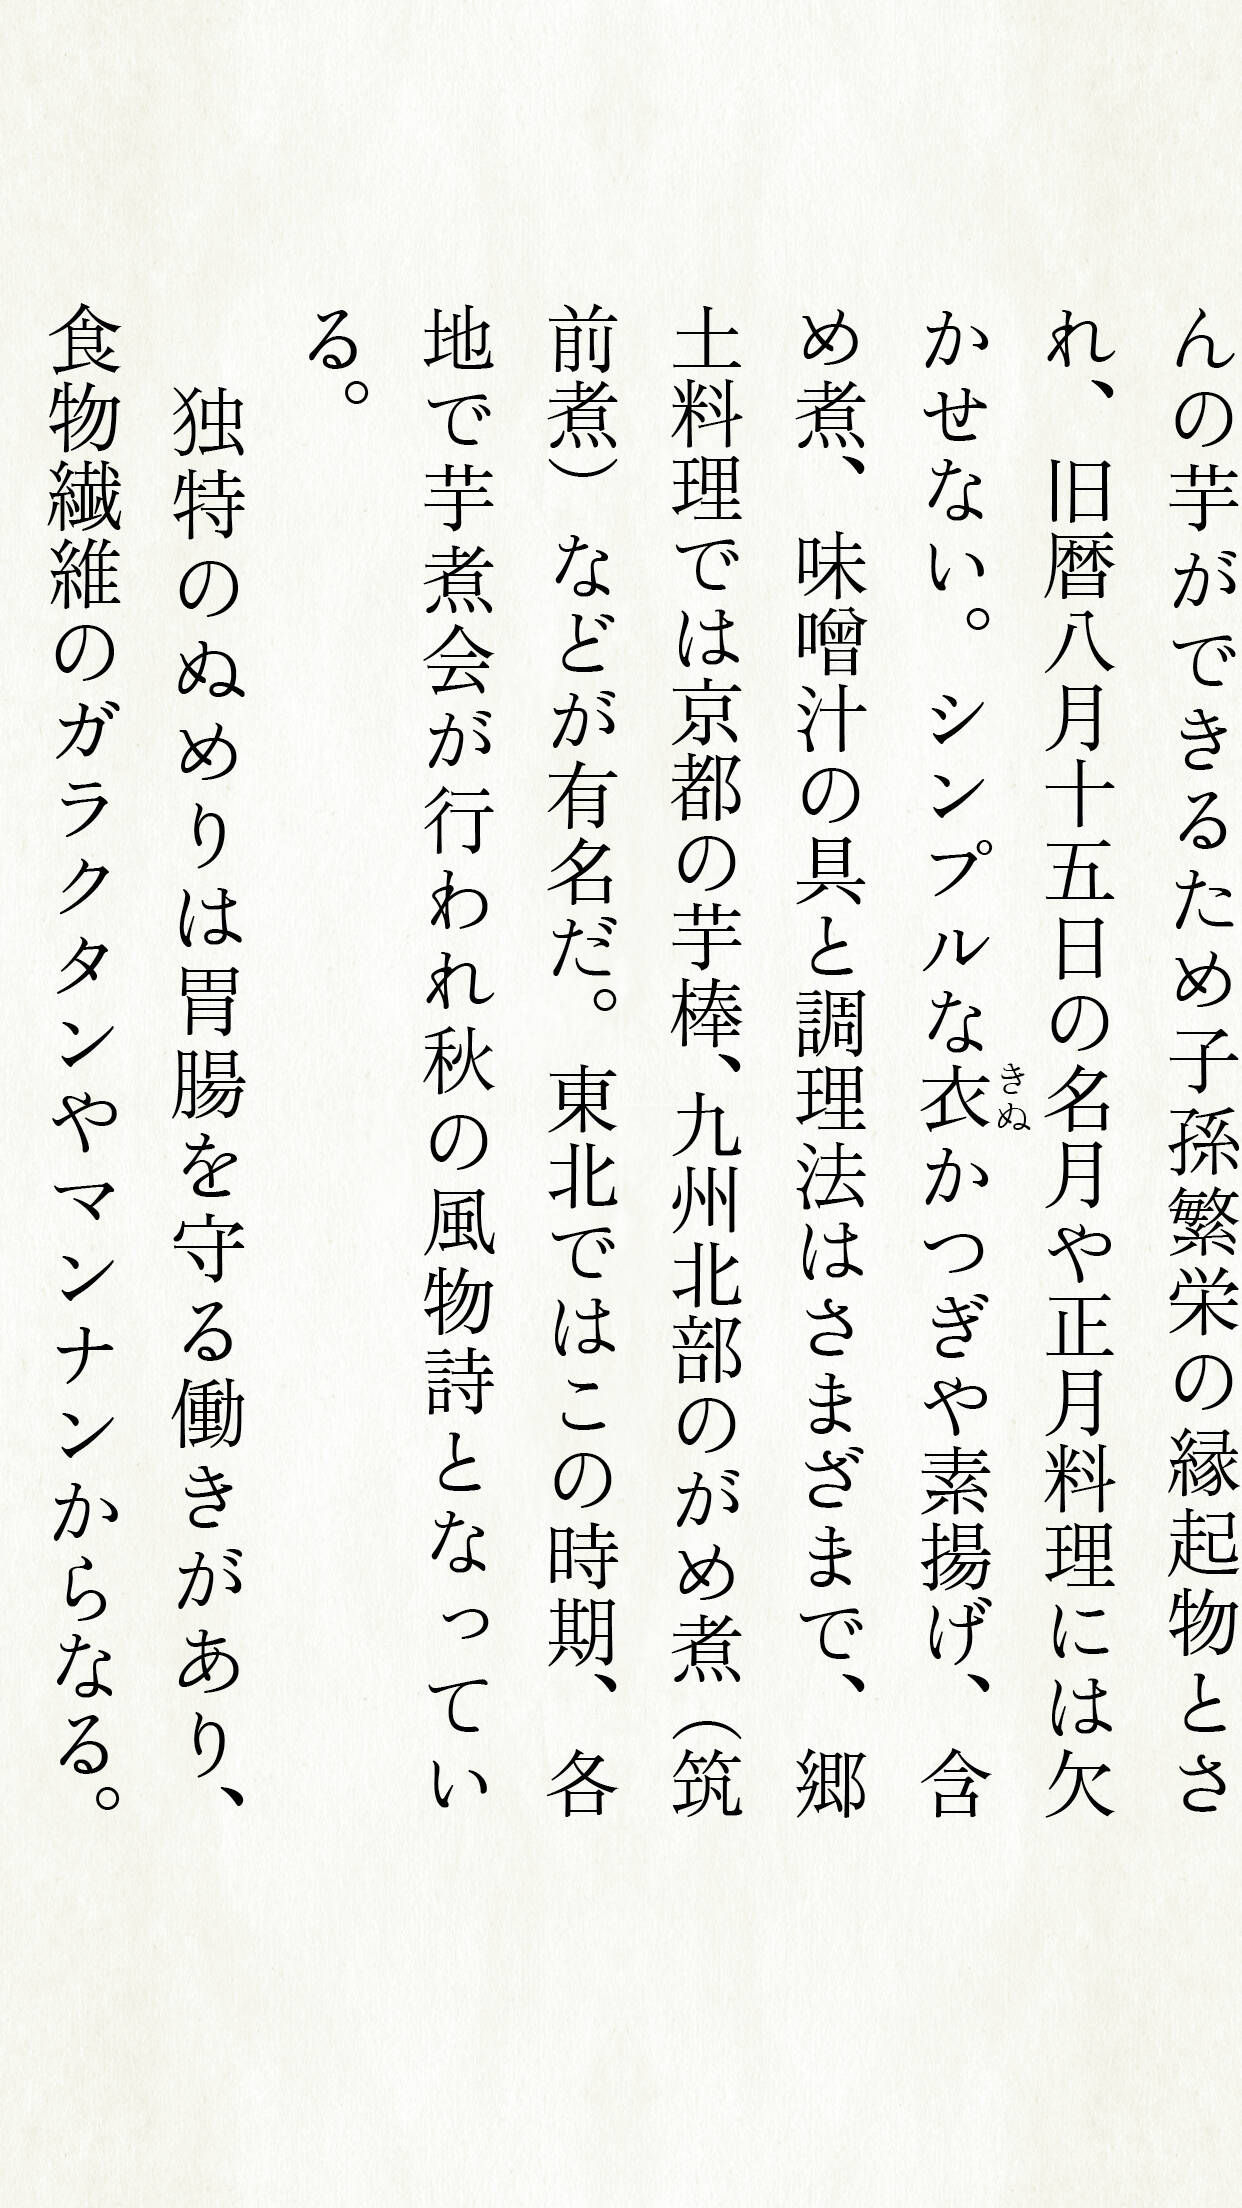 んの芋ができるため子孫繁栄の縁起物とさ
れ、旧暦八月十五日の名月や正月料理には欠
かせない。シンプルな衣かつぎや素揚げ、含
きぬ
め煮、味噌汁の具と調理法はさまざまで、郷
土料理では京都の芋棒、九州北部のがめ煮（筑
前煮）などが有名だ。東北ではこの時期、各
地で芋煮会が行われ秋の風物詩となってい
る。
独特のぬめりは胃腸を守る働きがあり、
食物繊維のガラクタンやマンナンからなる。